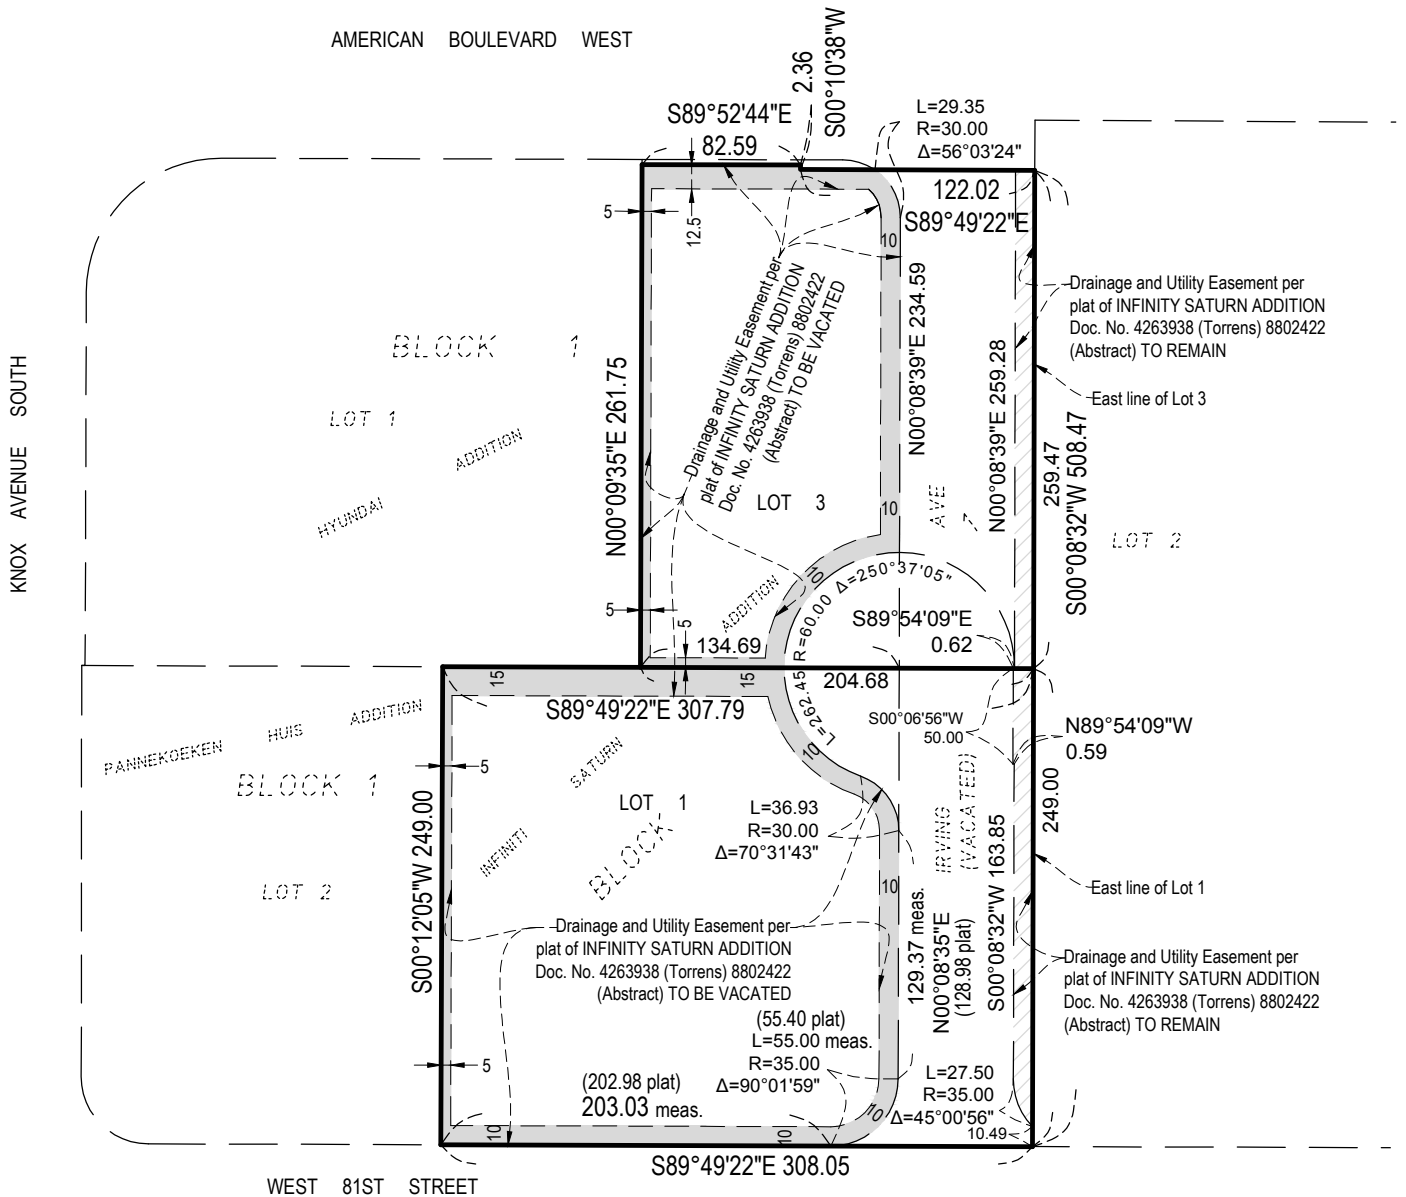 AMERICAN BOULEVARD WEST
2.36
S00°10'38"W
S89°52'44"E
82.59
L=29.35
R=30.00
Δ=56°03'24"
122.02
S89°49'22"E
5
12.5
10
Drainage and Utility Easement per
plat of INFINITY SATURN ADDITION
Doc. No. 4263938 (Torrens) 8802422
(Abstract) TO BE VACATED
Drainage and Utility Easement per
plat of INFINITY SATURN ADDITION
Doc. No. 4263938 (Torrens) 8802422
(Abstract) TO REMAIN
N00°08'39"E 234.59
N00°08'39"E 259.28
East line of Lot 3
KNOX AVENUE SOUTH
BLOCK 1
LOT 1
ADDITION
HYUNDAI
N00°09'35"E 261.75
LOT 3
10
AVE
259.47
S00°08'32"W 508.47
LOT 2
10
Δ=250°37'05"
R=60.00
L=262.45
5
ADDITION
5
134.69
S89°54'09"E
0.62
15
15
204.68
S89°49'22"E 307.79
S00°06'56"W
50.00
N89°54'09"W
0.59
PANNEKOEKEN HUIS ADDITION
BLOCK 1
5
SATURN
10
LOT 1
BLOCK
INFINITI
L=36.93
R=30.00
Δ=70°31'43"
IRVING
(VACATED)
249.00
S00°12'05"W 249.00
LOT 2
10
East line of Lot 1
129.37 meas.
N00°08'35"E
(128.98 plat)
S00°08'32"W 163.85
Drainage and Utility Easement per
plat of INFINITY SATURN ADDITION
Doc. No. 4263938 (Torrens) 8802422
(Abstract) TO BE VACATED
Drainage and Utility Easement per
plat of INFINITY SATURN ADDITION
Doc. No. 4263938 (Torrens) 8802422
(Abstract) TO REMAIN
(55.40 plat)
L=55.00 meas.
R=35.00
Δ=90°01'59"
5
(202.98 plat)
203.03 meas.
L=27.50
R=35.00
Δ=45°00'56"
10.49
10
10
10
S89°49'22"E 308.05
WEST 81ST STREET